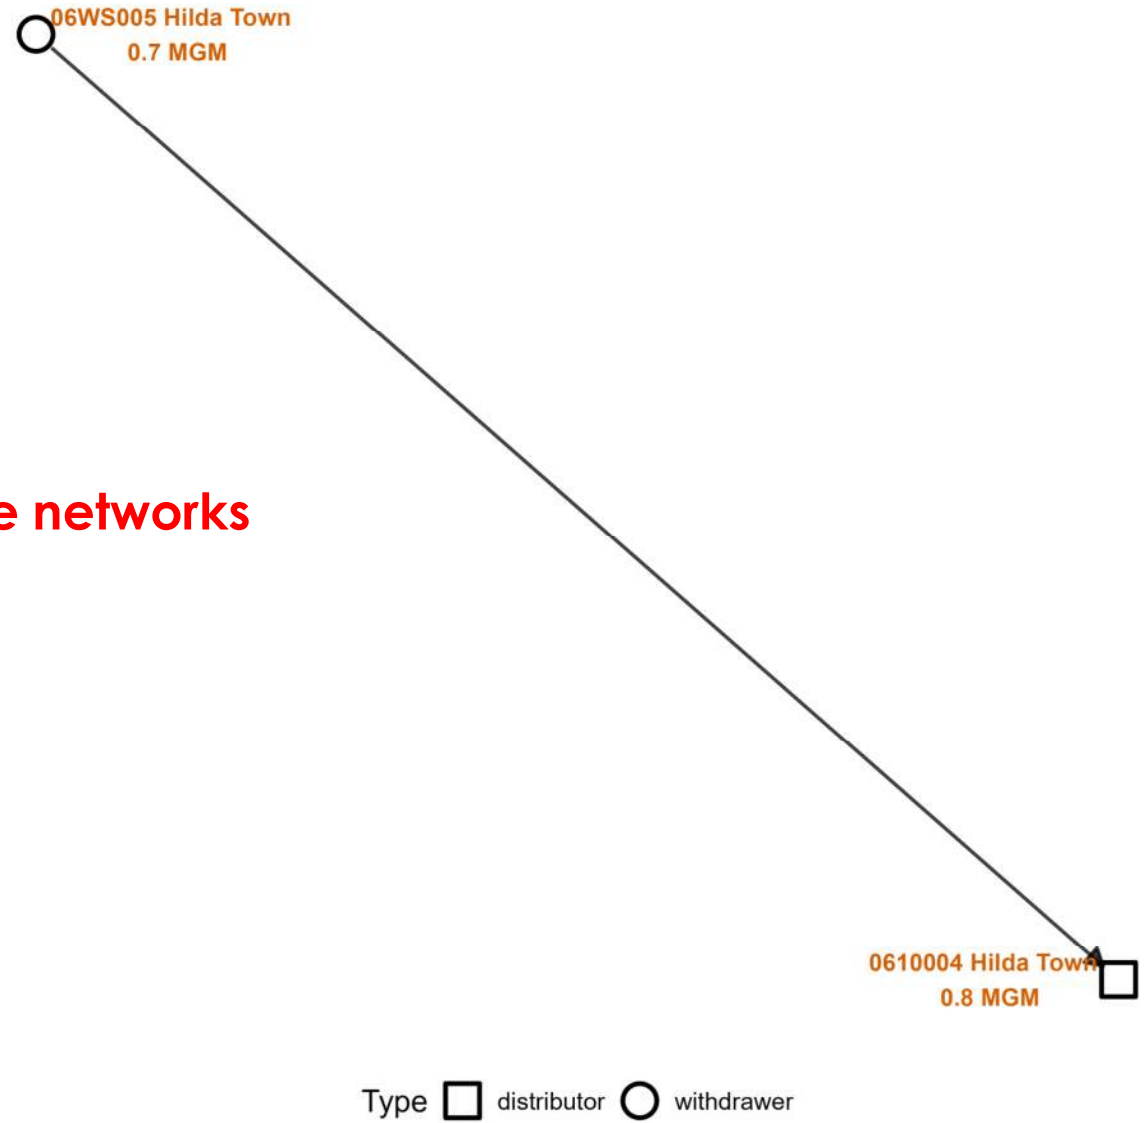 06WS005 Hilda Town
0.7 MGM
e networks
0610004 Hilda Town
0.8 MGM
Type distributor withdrawer